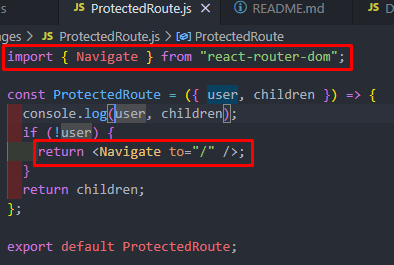 s
JS ProtectedRoute.js
README.md
JS D
ages > JS ProtectedRoute.js > ProtectedRoute
import { Navigate } from "react-router-dom";
const ProtectedRoute = ({ user, children }) => {
console.log(user, children);
if (!user) {
return <Navigate to="/" />;
}
return children;
};
export default ProtectedRoute;